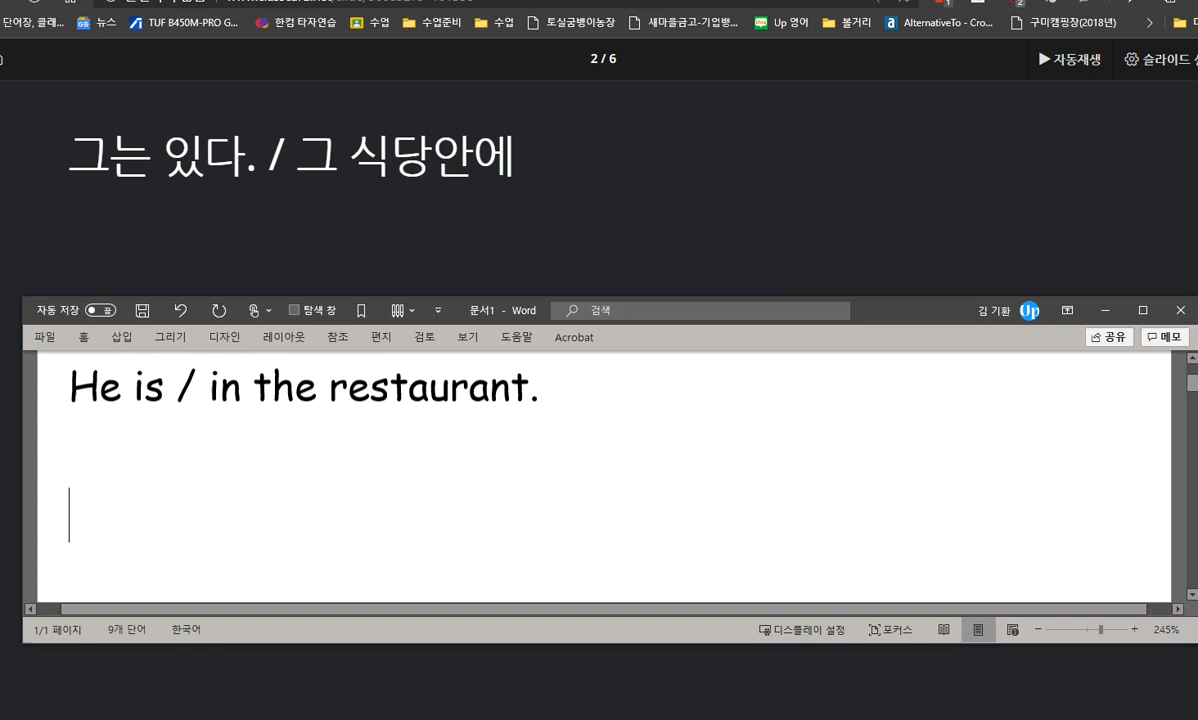 단어장, 클래... 뉴스 TUF B450M-PRO G... 한컴 타자연습 수업 수업준비 수업 토실굼벵이농장 새마을금고-기업뱅... Up 영어 볼거리 AlternativeTo - Cro... 구미캠핑장(2018년)
2 / 6 자동재생 슬라이드
그는 있다. / 그 식당안에
자동 저장 탐색 창 문서1 - Word 검색 김 기환 Up
파일 홈 삽입 그리기 디자인 레이아웃 참조 편지 검토 보기 도움말 Acrobat 공유 메모
He is / in the restaurant.
1/1 페이지 9개 단어 한국어 디스플레이 설정 포커스 245%